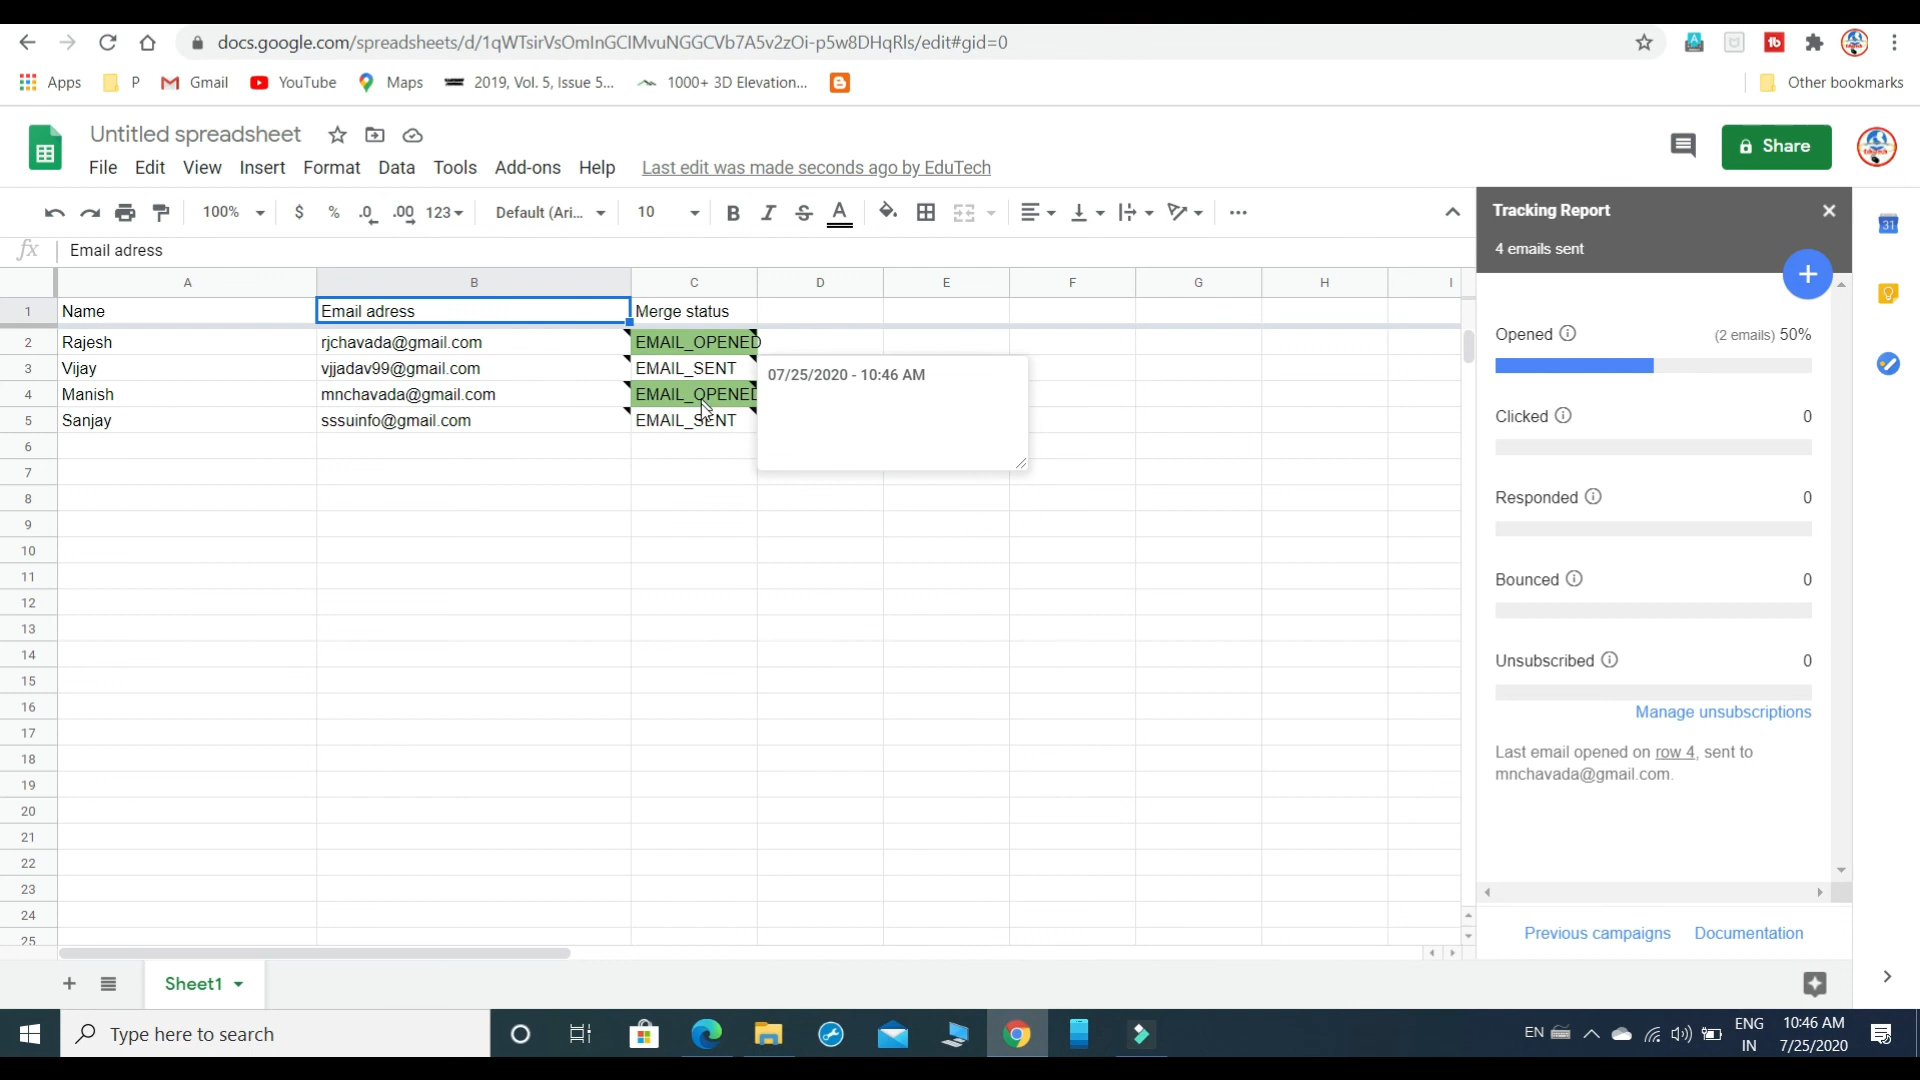 docs.google.com/spreadsheets/d/1qWTsirVsOmInGCIMvuNGGCVb7A5v2zOi-p5w8DHqRls/edit#gid=0
Apps P Gmail YouTube Maps 2019, Vol. 5, Issue 5... 1000+ 3D Elevation... Other bookmarks
Untitled spreadsheet
Share
File Edit View Insert Format Data Tools Add-ons Help Last edit was made seconds ago by EduTech
100% $ % .0 .00 123 Default (Ari... 10 B I S A
fx Email adress
A B C D E F G H I
1 Name Email adress Merge status
2 Rajesh rjchavada@gmail.com EMAIL_OPENED
3 Vijay vjjadav99@gmail.com EMAIL_SENT
07/25/2020 - 10:46 AM
4 Manish mnchavada@gmail.com EMAIL_OPENED
5 Sanjay sssuinfo@gmail.com EMAIL_SENT
6
7
8
9
10
11
12
13
14
15
16
17
18
19
20
21
22
23
24
25
Tracking Report
4 emails sent
Opened (2 emails) 50%
Clicked 0
Responded 0
Bounced 0
Unsubscribed 0
Manage unsubscriptions
Last email opened on row 4, sent to
mnchavada@gmail.com.
Previous campaigns Documentation
31
Sheet1
Type here to search
EN
ENG
IN
10:46 AM
7/25/2020